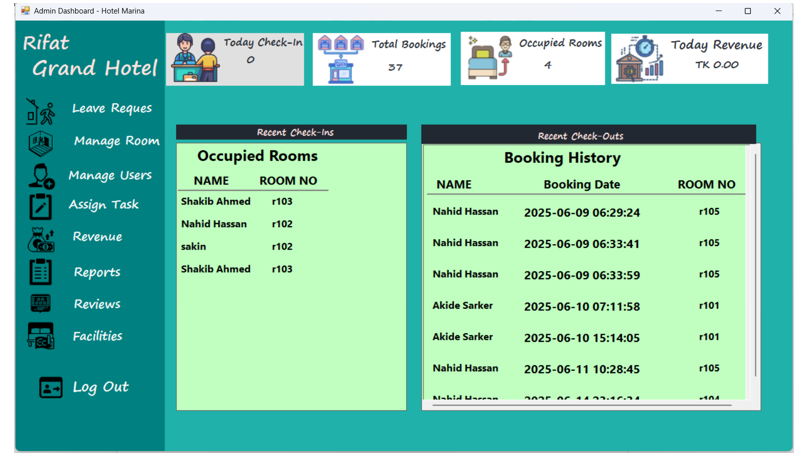 Admin Dashboard - Hotel Marina
Rifat
Grand Hotel
Today Check-In
0
Total Bookings
37
Occupied Rooms
4
Today Revenue
TK 0.00
Leave Reques
Manage Room
Manage Users
Assign Task
Revenue
Reports
Reviews
Facilities
Log Out
Recent Check-Ins
Occupied Rooms
NAME ROOM NO
Shakib Ahmed r103
Nahid Hassan r102
sakin r102
Shakib Ahmed r103
Recent Check-Outs
Booking History
NAME Booking Date ROOM NO
Nahid Hassan 2025-06-09 06:29:24 r105
Nahid Hassan 2025-06-09 06:33:41 r105
Nahid Hassan 2025-06-09 06:33:59 r105
Akide Sarker 2025-06-10 07:11:58 r101
Akide Sarker 2025-06-10 15:14:05 r101
Nahid Hassan 2025-06-11 10:28:45 r105
Nahid Hassan